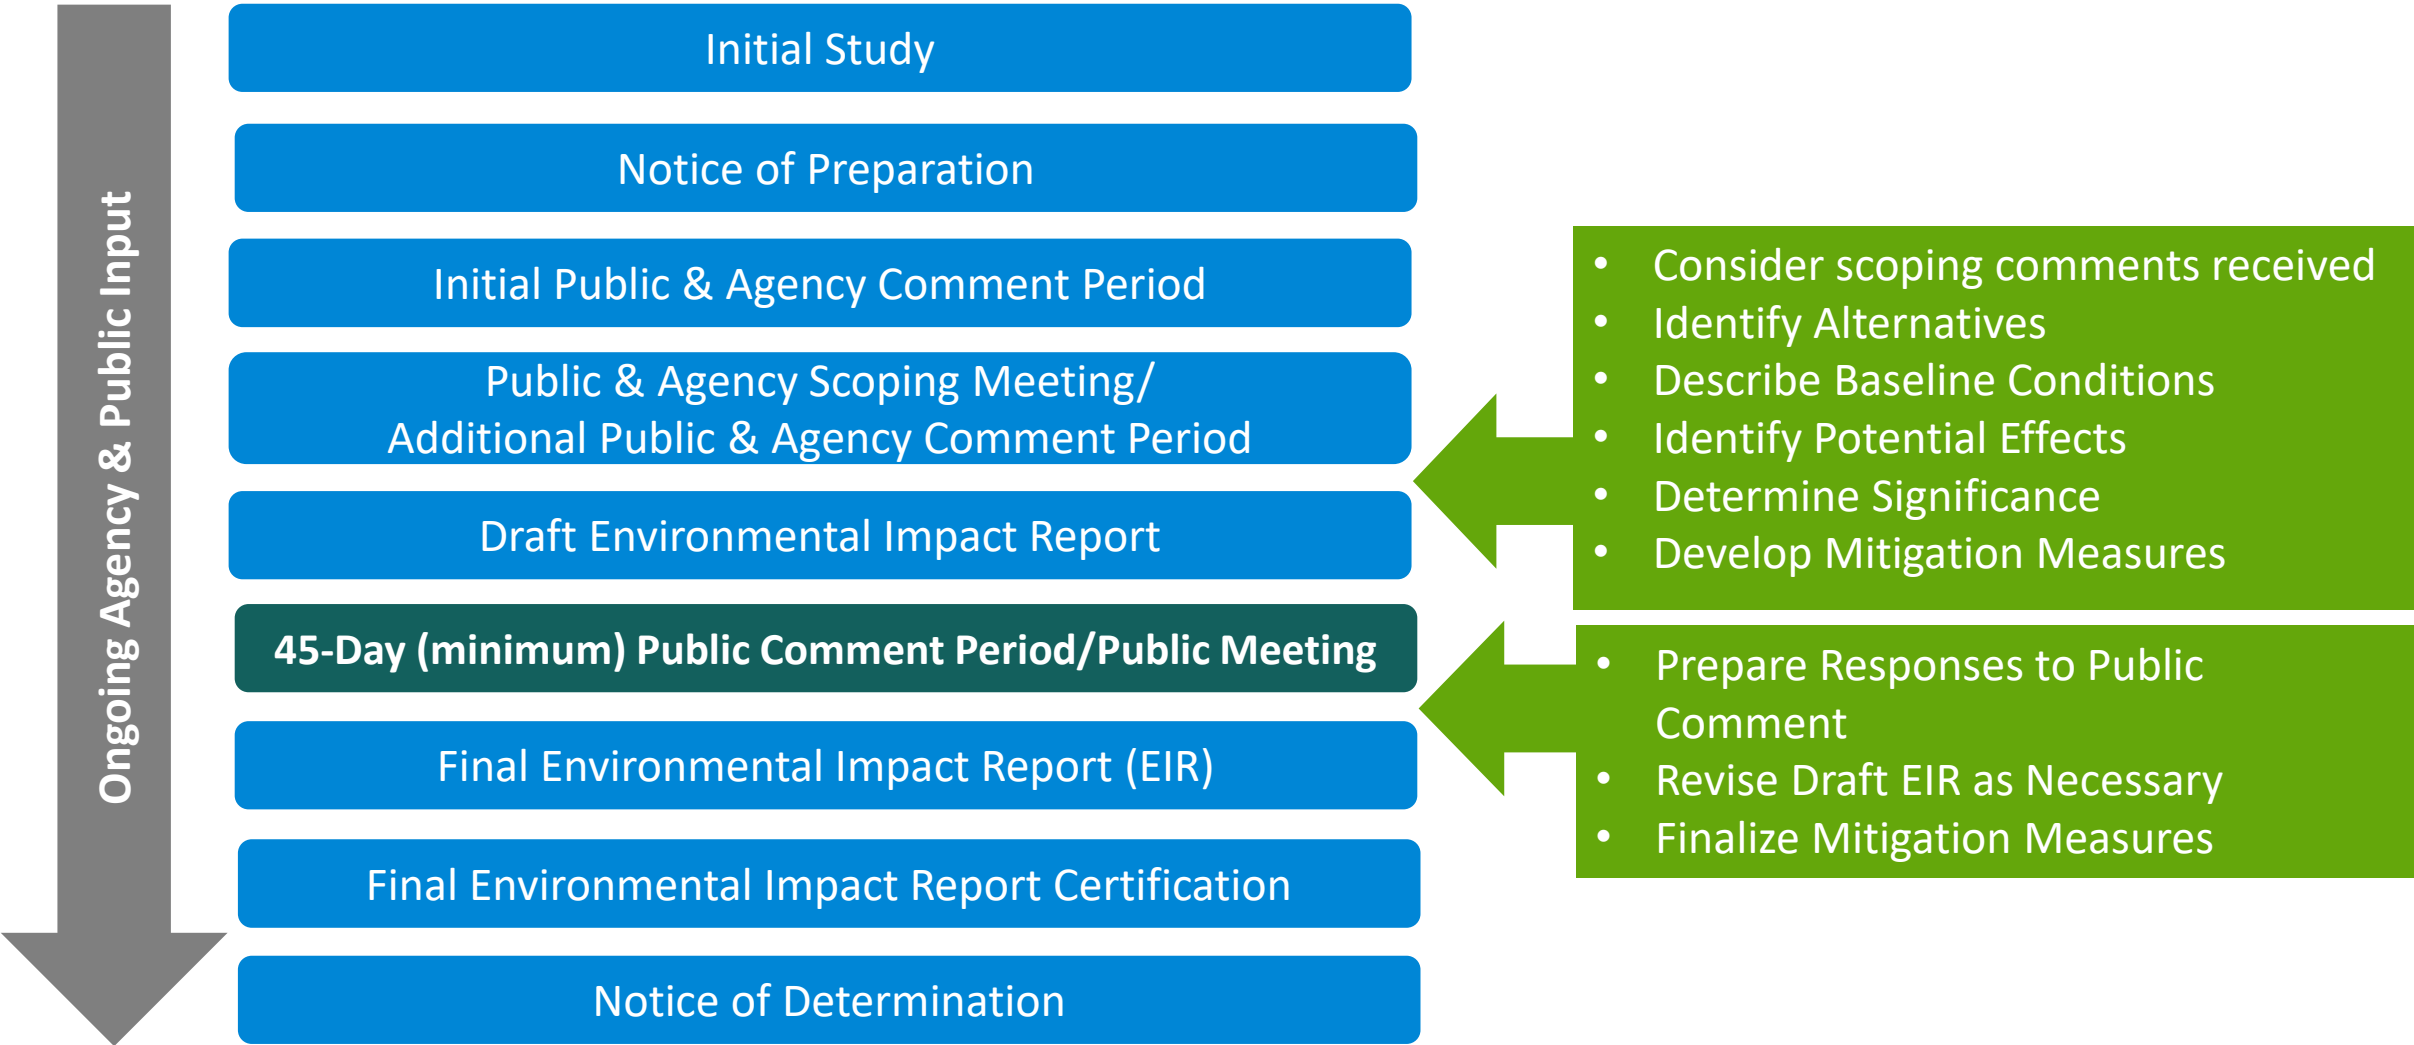 Ongoing Agency & Public Input
Initial Study
Notice of Preparation
Initial Public & Agency Comment Period
Public & Agency Scoping Meeting/
Additional Public & Agency Comment Period
Draft Environmental Impact Report
45-Day (minimum) Public Comment Period/Public Meeting
Final Environmental Impact Report (EIR)
Final Environmental Impact Report Certification
Notice of Determination
• Consider scoping comments received
• Identify Alternatives
• Describe Baseline Conditions
• Identify Potential Effects
• Determine Significance
• Develop Mitigation Measures
• Prepare Responses to Public
Comment
• Revise Draft EIR as Necessary
• Finalize Mitigation Measures